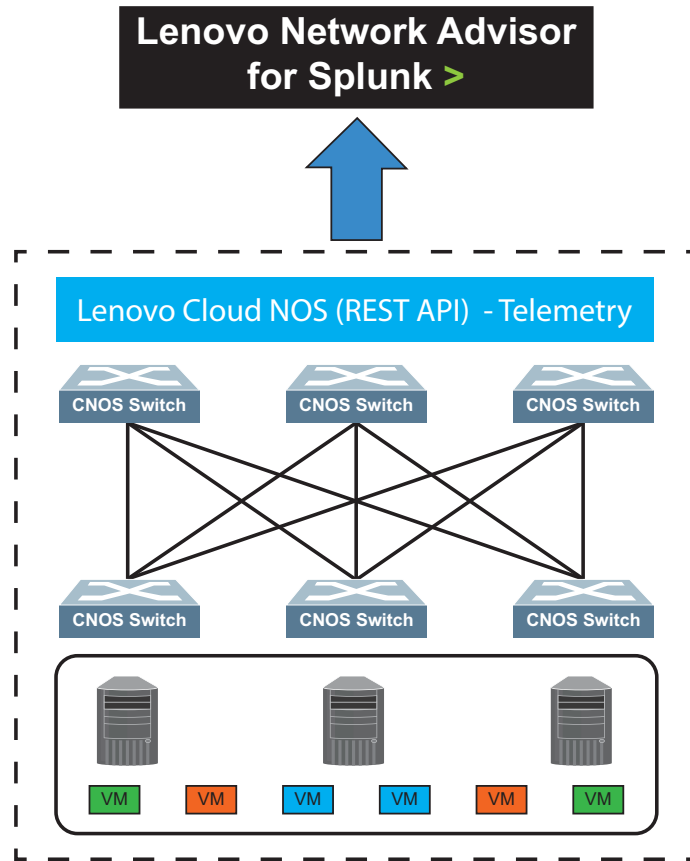 Lenovo Network Advisor
for Splunk >
Lenovo Cloud NOS (REST API) - Telemetry
CNOS Switch
CNOS Switch
CNOS Switch
CNOS Switch
CNOS Switch
CNOS Switch
VM
VM
VM
VM
VM
VM